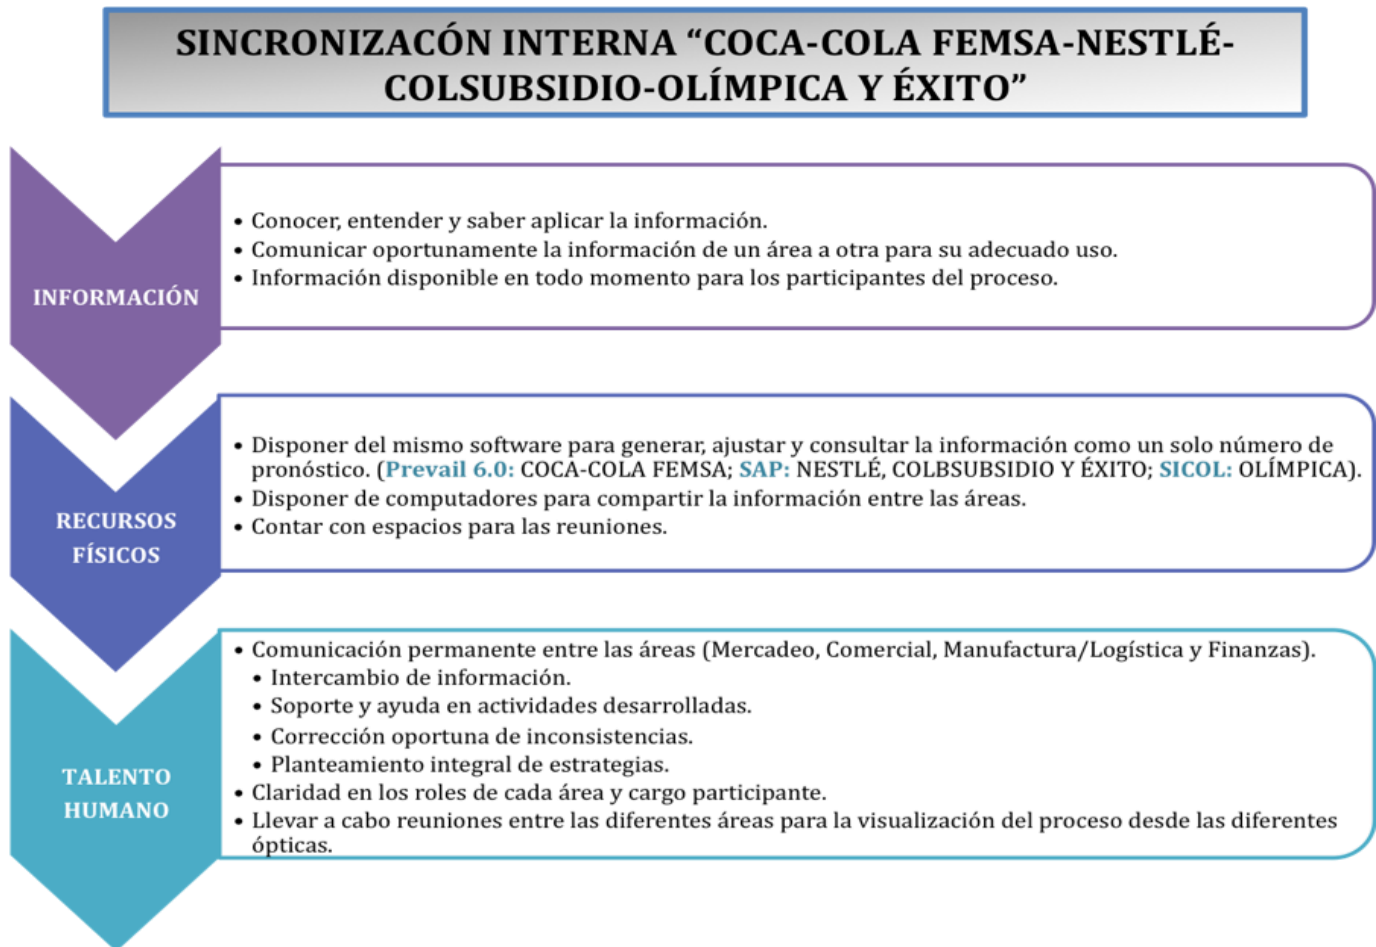 SINCRONIZACÓN INTERNA “COCA-COLA FEMSA-NESTLÉ-
COLSUBSIDIO-OLÍMPICA Y ÉXITO”
INFORMACIÓN
• Conocer, entender y saber aplicar la información.
• Comunicar oportunamente la información de un área a otra para su adecuado uso.
• Información disponible en todo momento para los participantes del proceso.
RECURSOS
FÍSICOS
• Disponer del mismo software para generar, ajustar y consultar la información como un solo número de
pronóstico. (Prevail 6.0: COCA-COLA FEMSA; SAP: NESTLÉ, COLBSUBSIDIO Y ÉXITO; SICOL: OLÍMPICA).
• Disponer de computadores para compartir la información entre las áreas.
• Contar con espacios para las reuniones.
TALENTO
HUMANO
• Comunicación permanente entre las áreas (Mercadeo, Comercial, Manufactura/Logística y Finanzas).
• Intercambio de información.
• Soporte y ayuda en actividades desarrolladas.
• Corrección oportuna de inconsistencias.
• Planteamiento integral de estrategias.
• Claridad en los roles de cada área y cargo participante.
• Llevar a cabo reuniones entre las diferentes áreas para la visualización del proceso desde las diferentes
ópticas.